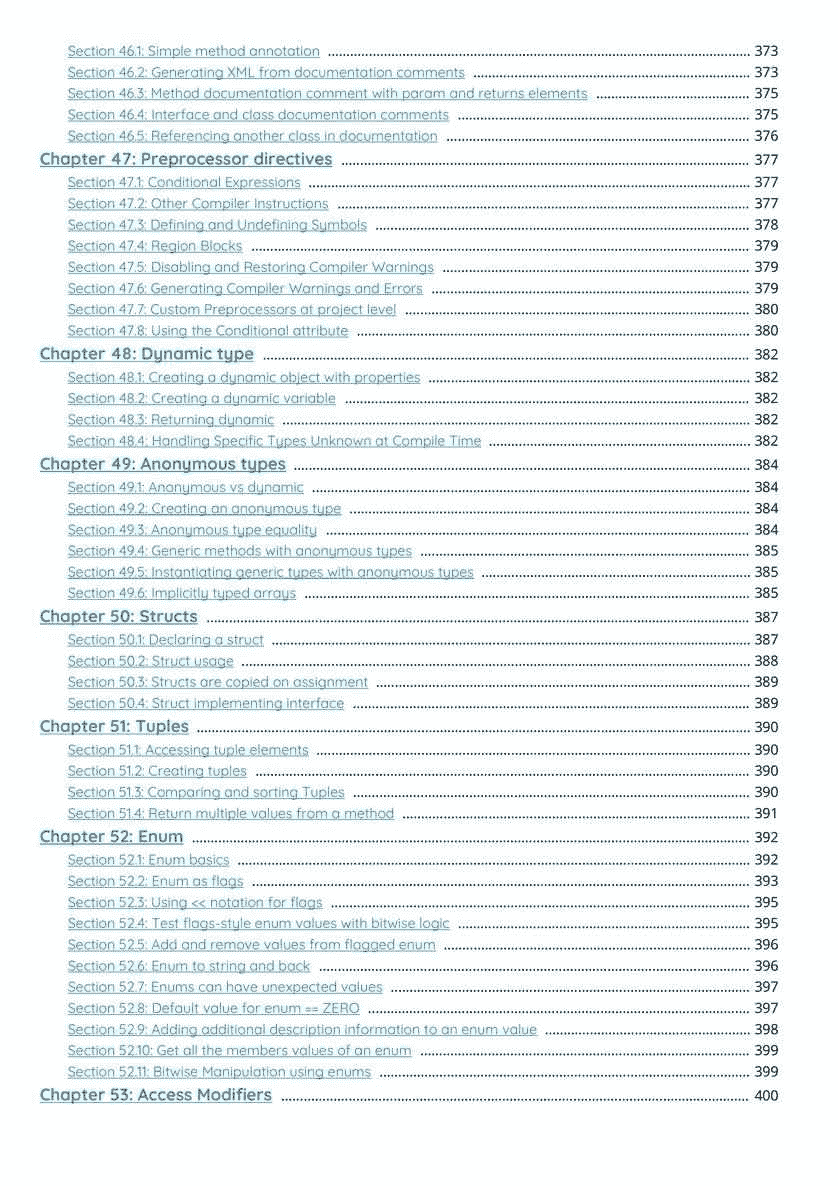 Section 46.1: Simple method annotation ........ 373
Section 46.2: Generating XML from documentation comments ........ 373
Section 46.3: Method documentation comment with param and returns elements ........ 375
Section 46.4: Interface and class documentation comments ........ 375
Section 46.5: Referencing another class in documentation ........ 376
Chapter 47: Preprocessor directives ........ 377
Section 47.1: Conditional Expressions ........ 377
Section 47.2: Other Compiler Instructions ........ 377
Section 47.3: Defining and Undefining Symbols ........ 378
Section 47.4: Region Blocks ........ 379
Section 47.5: Disabling and Restoring Compiler Warnings ........ 379
Section 47.6: Generating Compiler Warnings and Errors ........ 379
Section 47.7: Custom Preprocessors at project level ........ 380
Section 47.8: Using the Conditional attribute ........ 380
Chapter 48: Dynamic type ........ 382
Section 48.1: Creating a dynamic object with properties ........ 382
Section 48.2: Creating a dynamic variable ........ 382
Section 48.3: Returning dynamic ........ 382
Section 48.4: Handling Specific Types Unknown at Compile Time ........ 382
Chapter 49: Anonymous types ........ 384
Section 49.1: Anonymous vs dynamic ........ 384
Section 49.2: Creating an anonymous type ........ 384
Section 49.3: Anonymous type equality ........ 384
Section 49.4: Generic methods with anonymous types ........ 385
Section 49.5: Instantiating generic types with anonymous types ........ 385
Section 49.6: Implicitly typed arrays ........ 385
Chapter 50: Structs ........ 387
Section 50.1: Declaring a struct ........ 387
Section 50.2: Struct usage ........ 388
Section 50.3: Structs are copied on assignment ........ 389
Section 50.4: Struct implementing interface ........ 389
Chapter 51: Tuples ........ 390
Section 51.1: Accessing tuple elements ........ 390
Section 51.2: Creating tuples ........ 390
Section 51.3: Comparing and sorting Tuples ........ 390
Section 51.4: Return multiple values from a method ........ 391
Chapter 52: Enum ........ 392
Section 52.1: Enum basics ........ 392
Section 52.2: Enum as flags ........ 393
Section 52.3: Using << notation for flags ........ 395
Section 52.4: Test flags-style enum values with bitwise logic ........ 395
Section 52.5: Add and remove values from flagged enum ........ 396
Section 52.6: Enum to string and back ........ 396
Section 52.7: Enums can have unexpected values ........ 397
Section 52.8: Default value for enum == ZERO ........ 397
Section 52.9: Adding additional description information to an enum value ........ 398
Section 52.10: Get all the members values of an enum ........ 399
Section 52.11: Bitwise Manipulation using enums ........ 399
Chapter 53: Access Modifiers ........ 400